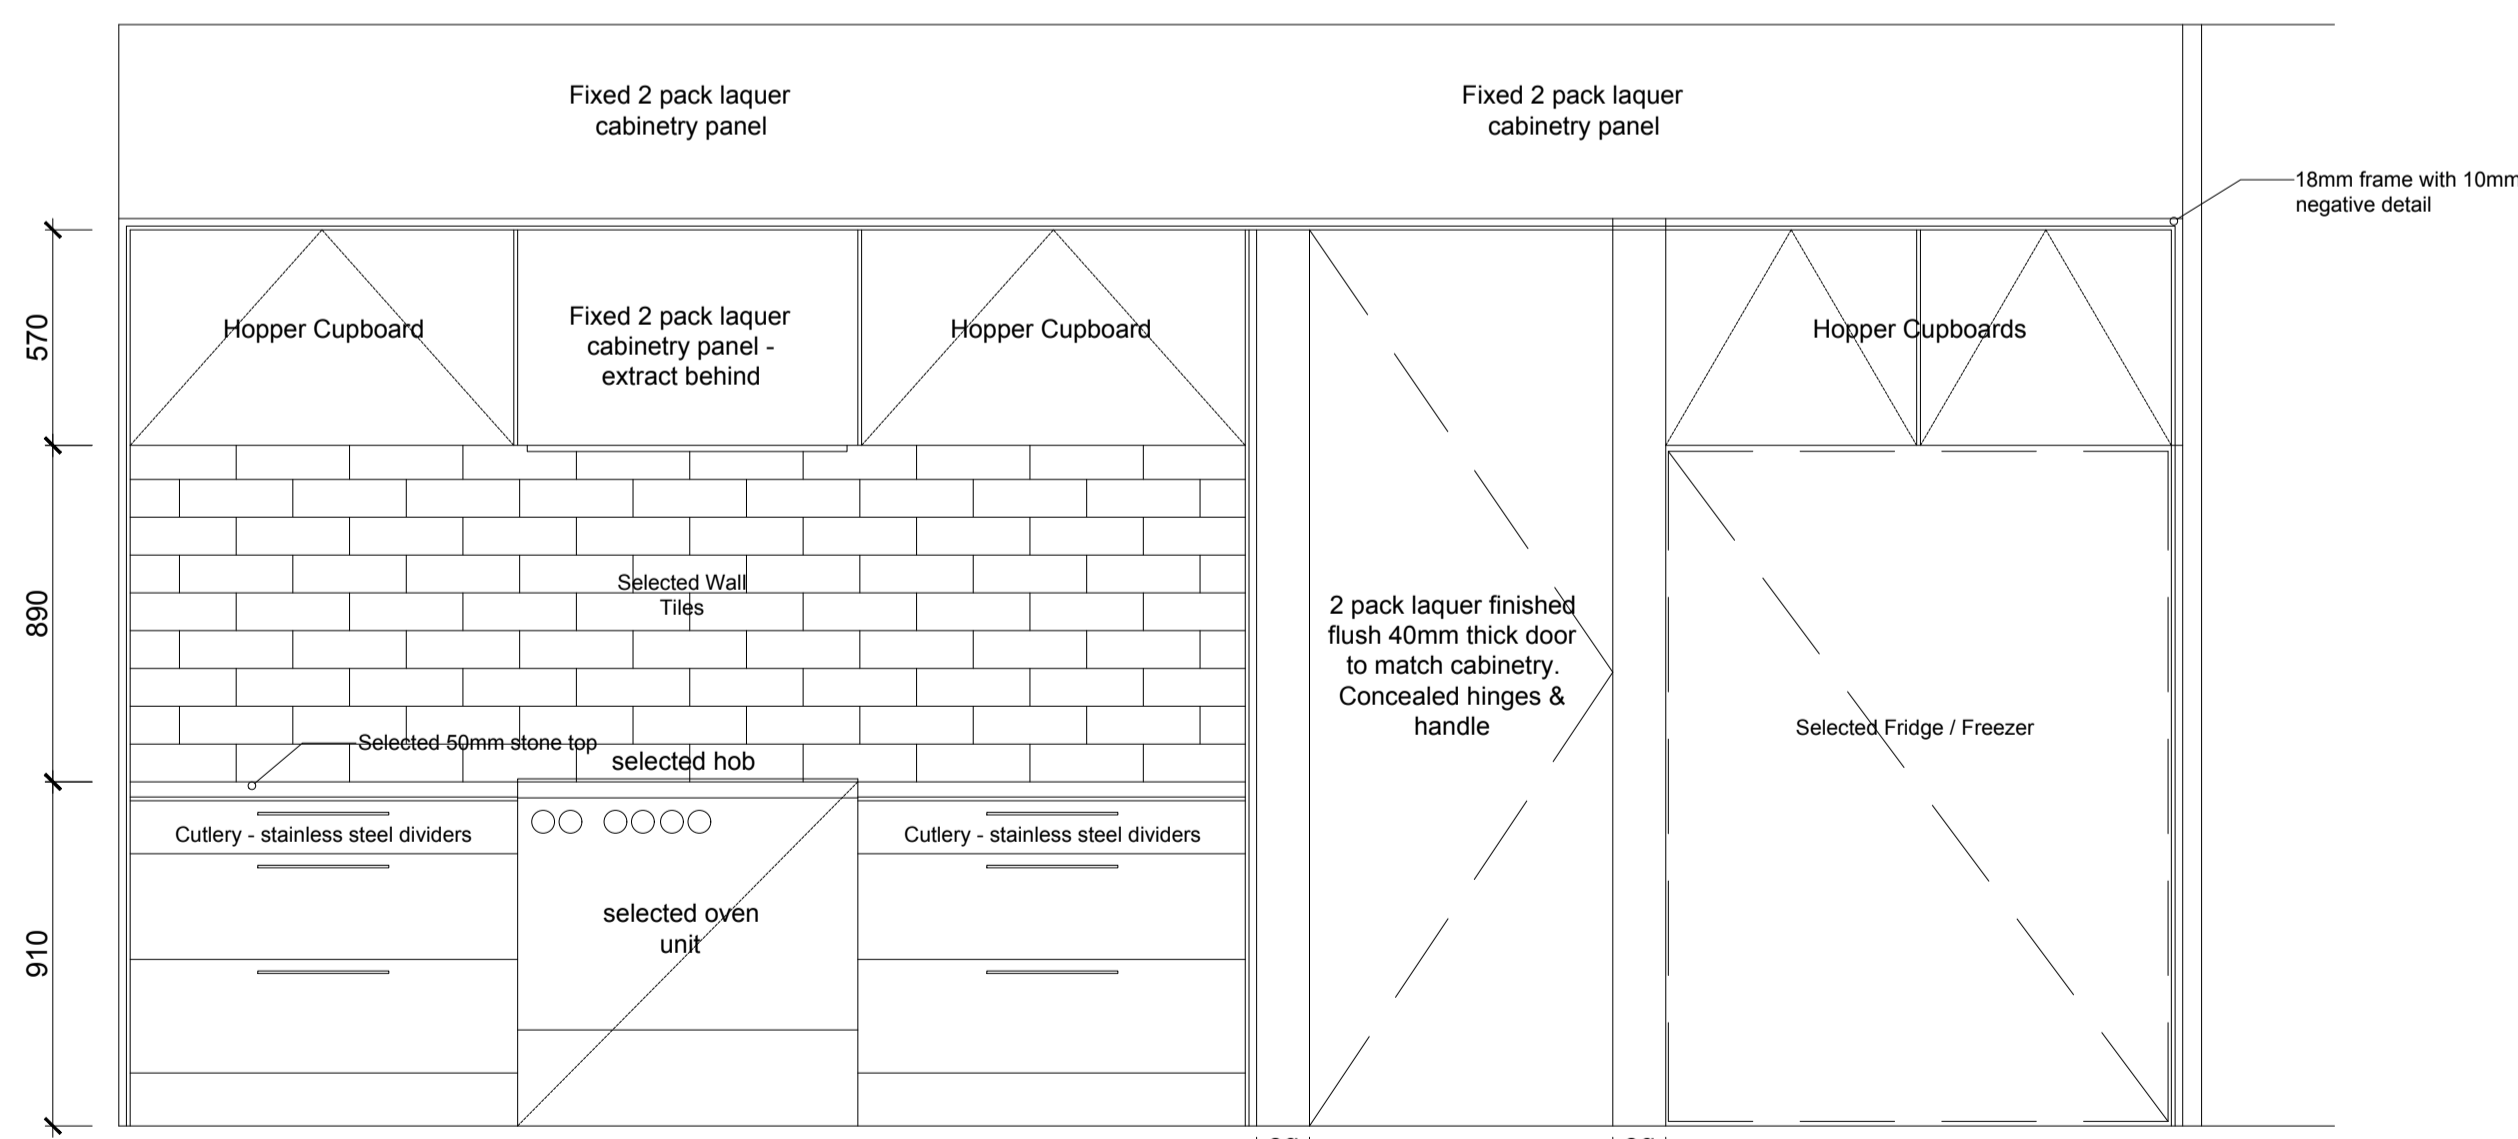 Fixed 2 pack laquer
cabinetry panel
Fixed 2 pack laquer
cabinetry panel
18mm frame with 10mm
negative detail
570
Hopper Cupboard
Fixed 2 pack laquer
cabinetry panel -
extract behind
Hopper Cupboard
Hopper Cupboards
890
Selected Wall
Tiles
2 pack laquer finished
flush 40mm thick door
to match cabinetry.
Concealed hinges &
handle
Selected Fridge / Freezer
Selected 50mm stone top
selected hob
Cutlery - stainless steel dividers
Cutlery - stainless steel dividers
selected oven
unit
910